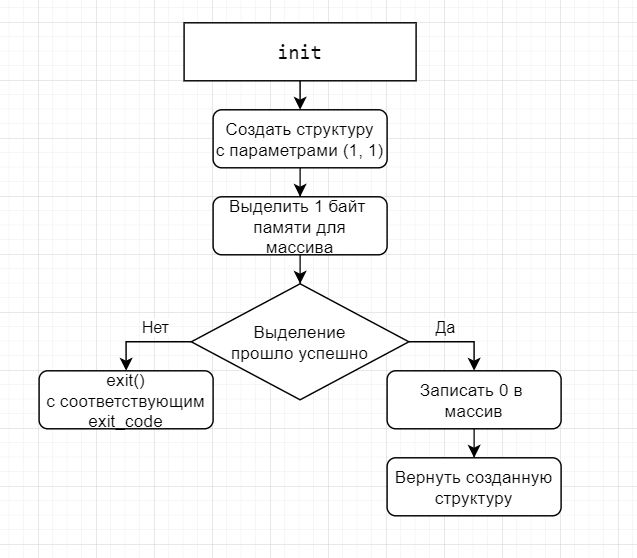 init
Создать структуру
с параметрами (1, 1)
Выделить 1 байт
памяти для
массива
Выделение
прошло успешно
Нет
Да
exit()
с соответствующим
exit_code
Записать 0 в
массив
Вернуть созданную
структуру